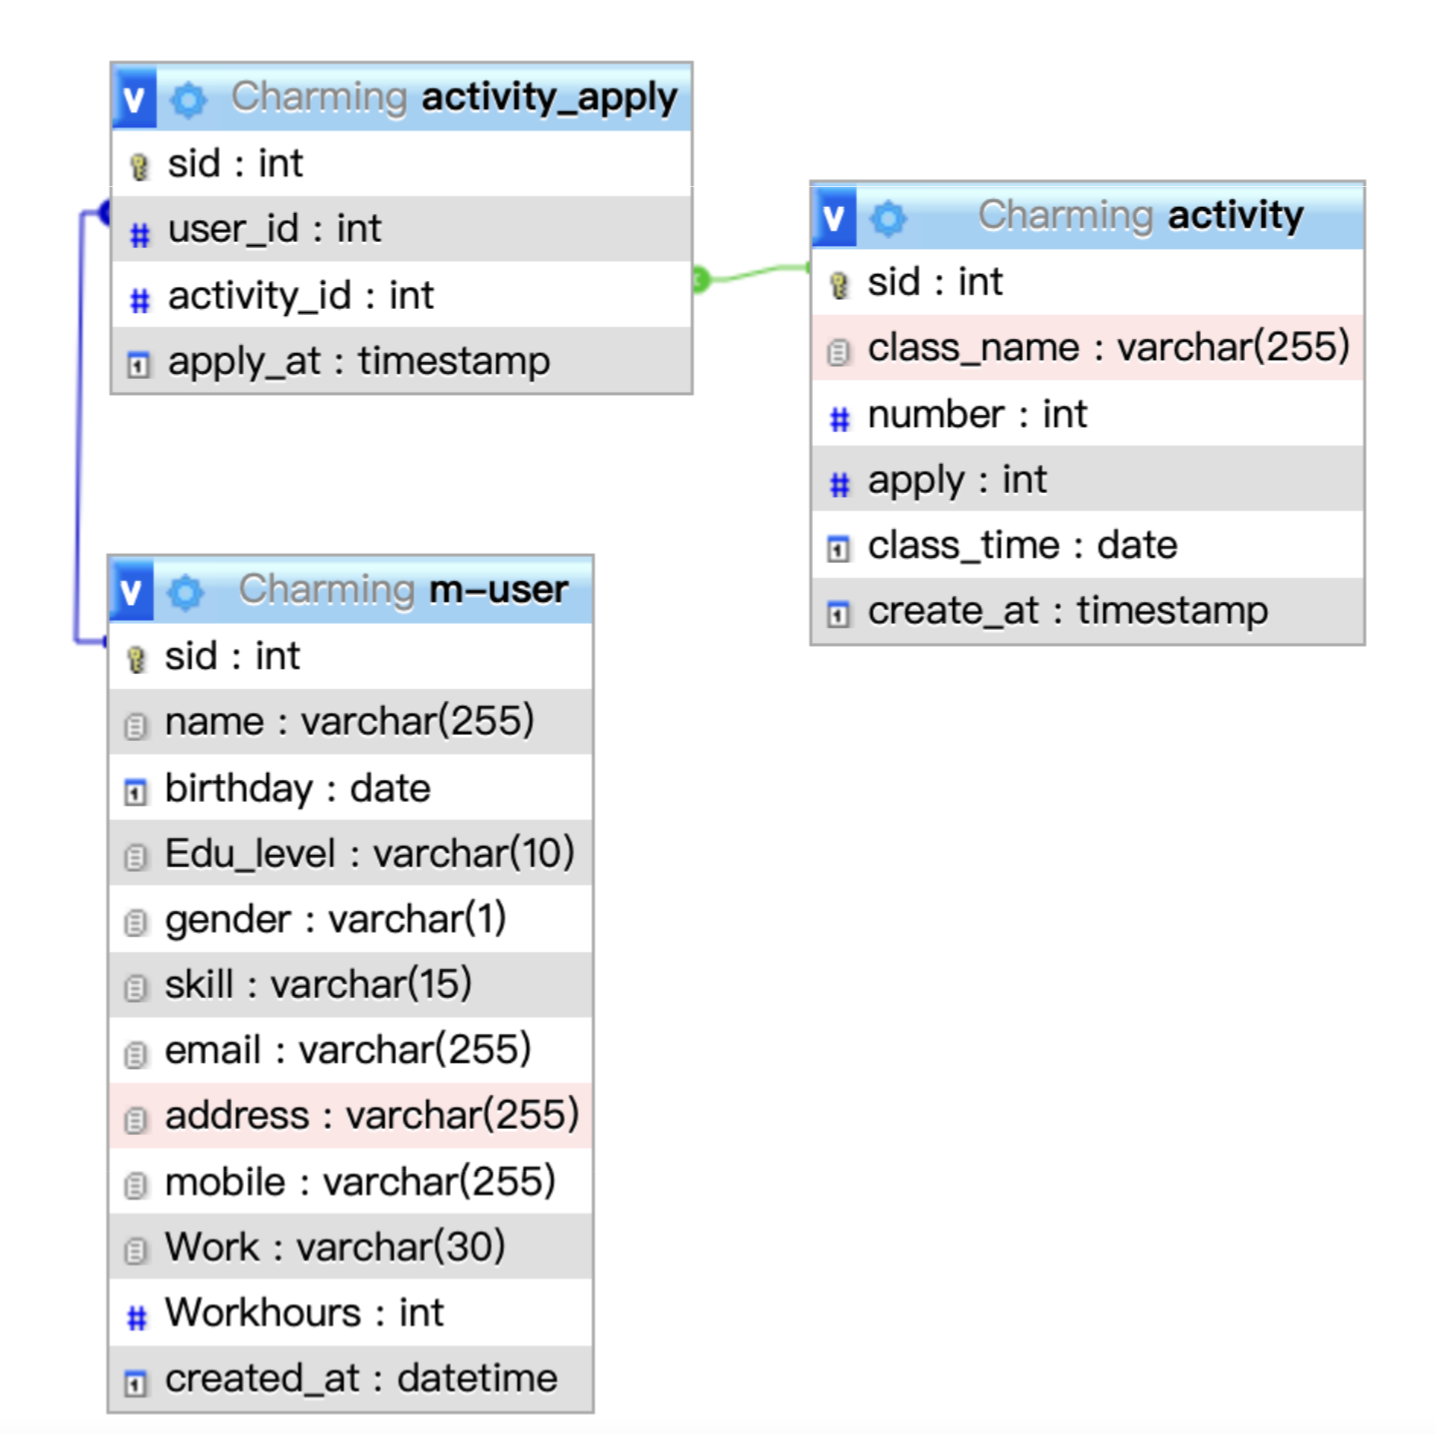 v Charming activity_apply
sid : int
# user_id : int
# activity_id : int
apply_at : timestamp
v Charming activity
sid : int
class_name : varchar(255)
# number : int
# apply : int
class_time : date
create_at : timestamp
v Charming m-user
sid : int
name : varchar(255)
birthday : date
Edu_level : varchar(10)
gender : varchar(1)
skill : varchar(15)
email : varchar(255)
address : varchar(255)
mobile : varchar(255)
Work : varchar(30)
# Workhours : int
created_at : datetime